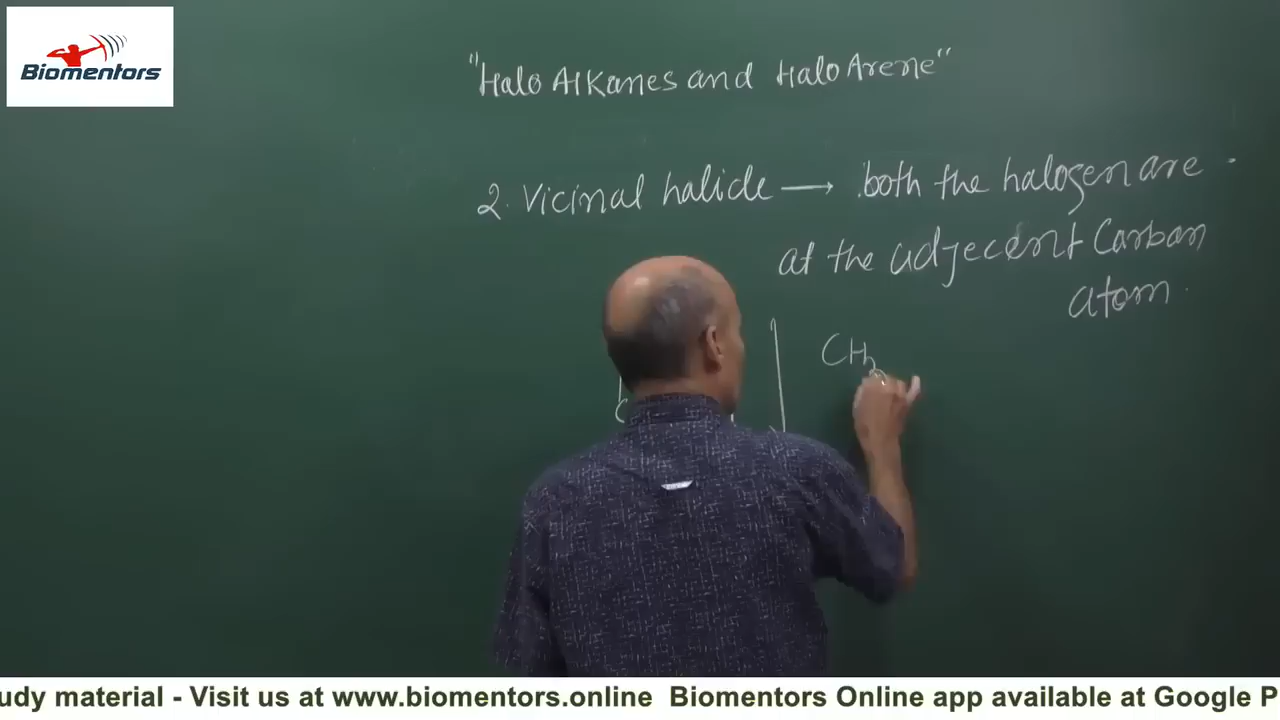 Biomentors
"Halo Alkanes and Halo Arene"
2. Vicinal halide → both the halogen are
at the adjecent Carbon
atom.
CH2
udy material - Visit us at www.biomentors.online Biomentors Online app available at Google P